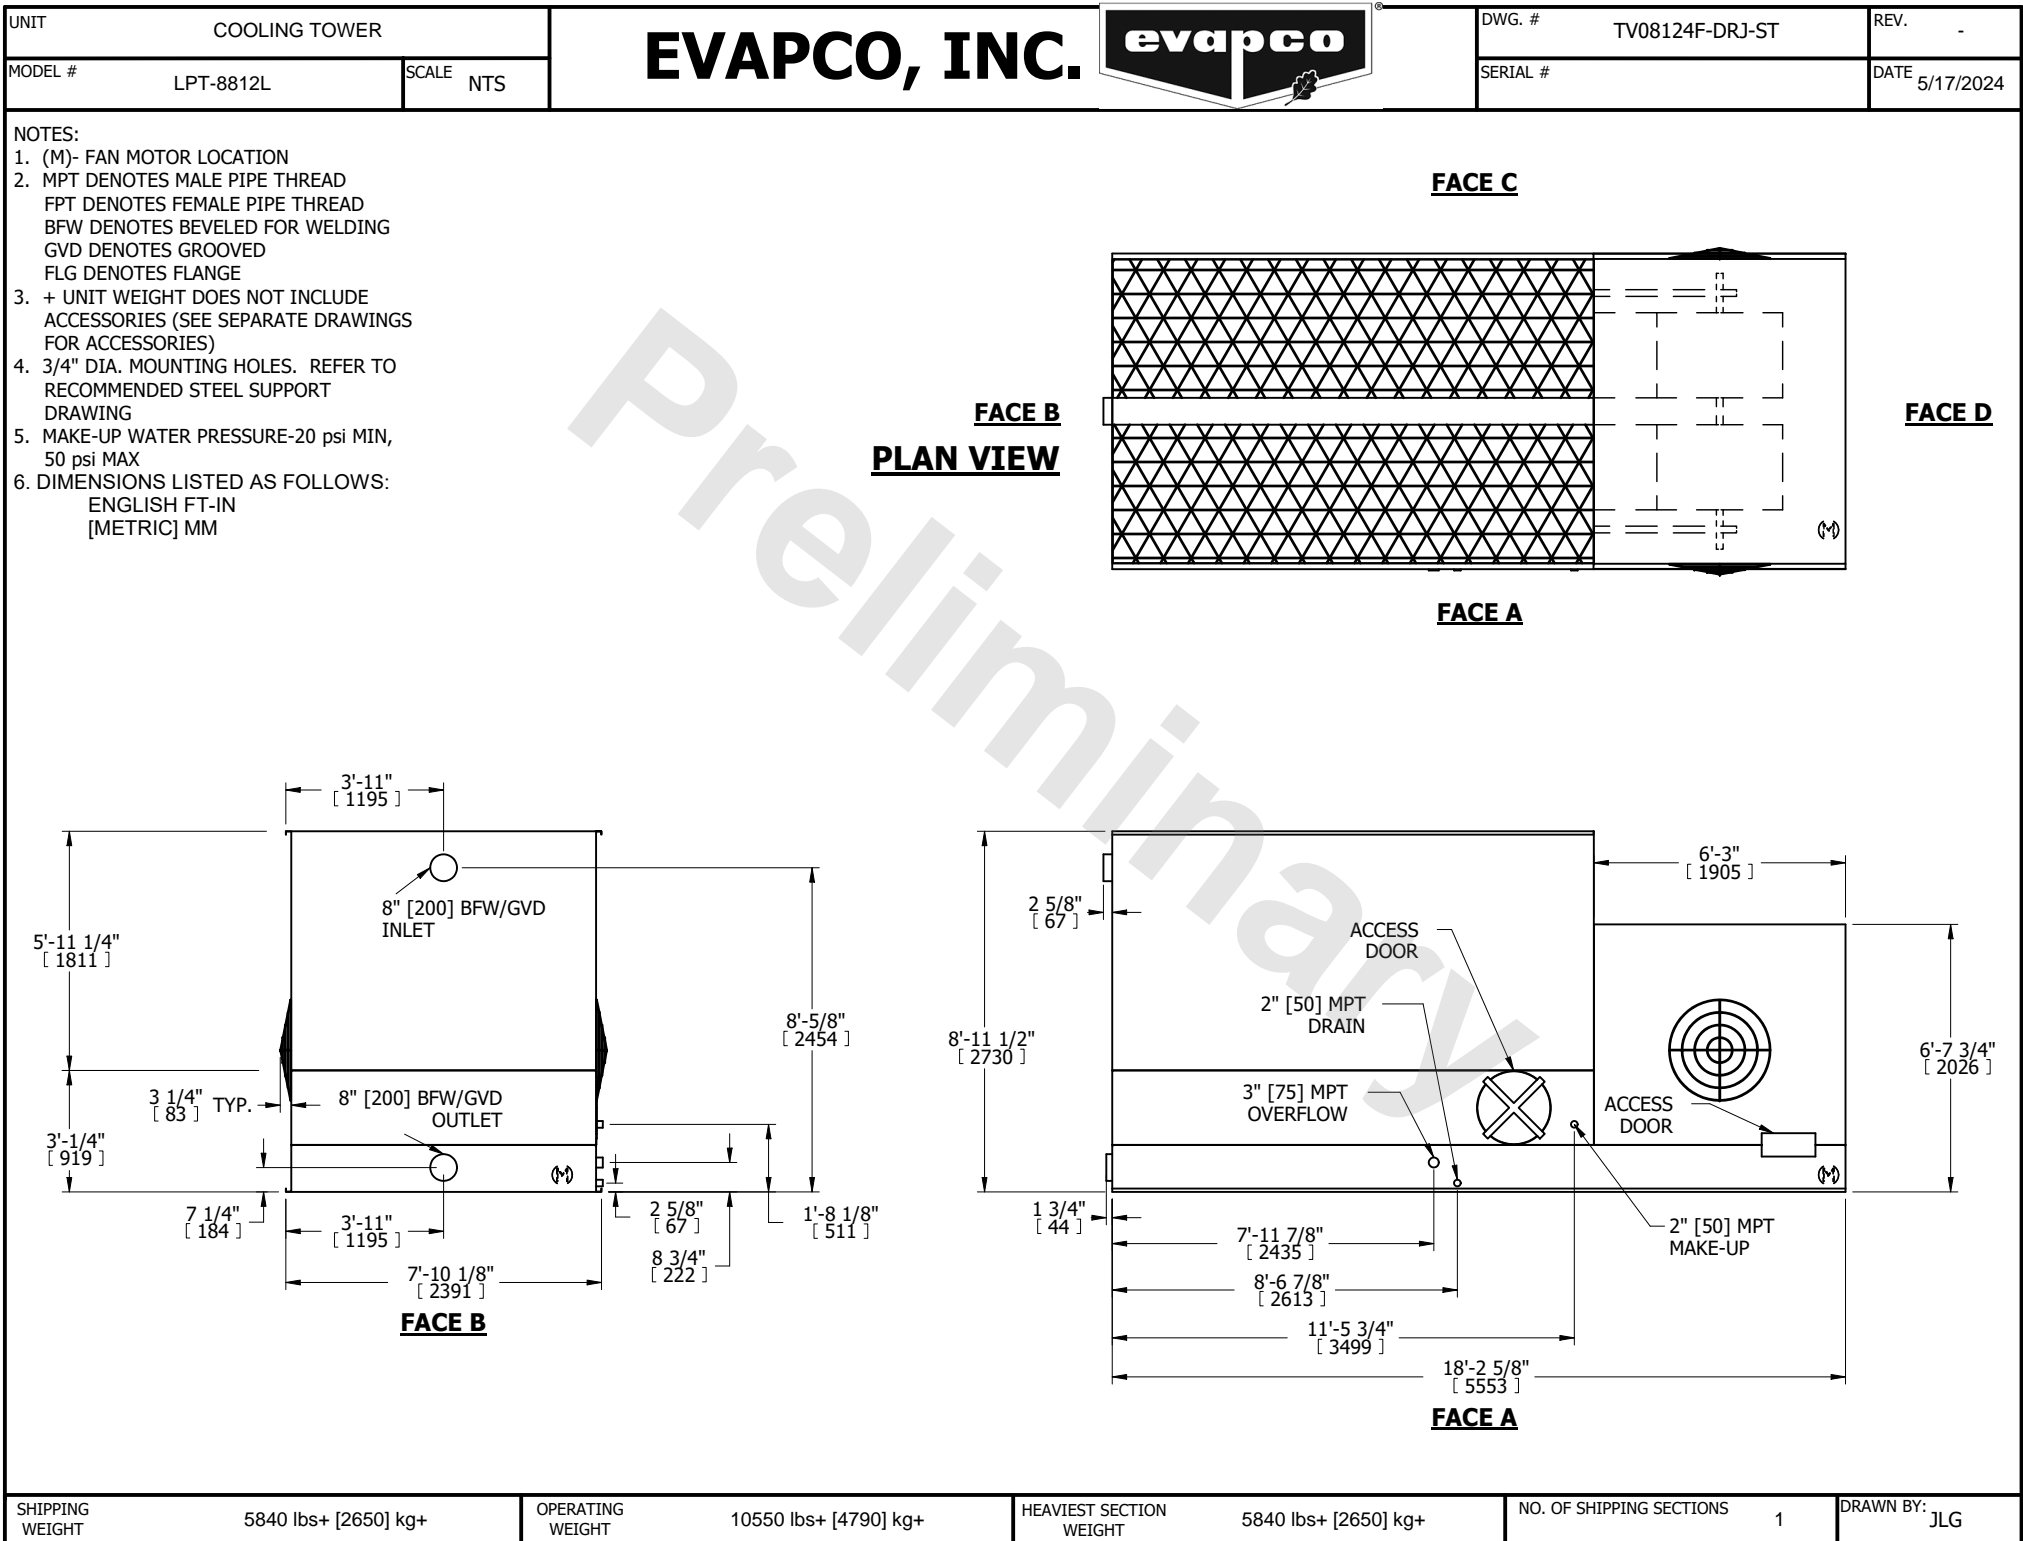 UNIT
COOLING TOWER
MODEL #
LPT-8812L
SCALE
NTS
EVAPCO, INC.
evapco
®
DWG. #
TV08124F-DRJ-ST
REV.
-
SERIAL #
DATE
5/17/2024
NOTES:
1. (M)- FAN MOTOR LOCATION
2. MPT DENOTES MALE PIPE THREAD
FPT DENOTES FEMALE PIPE THREAD
BFW DENOTES BEVELED FOR WELDING
GVD DENOTES GROOVED
FLG DENOTES FLANGE
3. + UNIT WEIGHT DOES NOT INCLUDE
ACCESSORIES (SEE SEPARATE DRAWINGS
FOR ACCESSORIES)
4. 3/4" DIA. MOUNTING HOLES. REFER TO
RECOMMENDED STEEL SUPPORT
DRAWING
5. MAKE-UP WATER PRESSURE-20 psi MIN,
50 psi MAX
6. DIMENSIONS LISTED AS FOLLOWS:
ENGLISH FT-IN
[METRIC] MM
Preliminary
FACE C
FACE B
PLAN VIEW
FACE D
(M)
FACE A
3'-11"
[ 1195 ]
8" [200] BFW/GVD
INLET
5'-11 1/4"
[ 1811 ]
8'-5/8"
[ 2454 ]
3 1/4"
[ 83 ]
TYP.
8" [200] BFW/GVD
OUTLET
3'-1/4"
[ 919 ]
(M)
7 1/4"
[ 184 ]
3'-11"
[ 1195 ]
2 5/8"
[ 67 ]
1'-8 1/8"
[ 511 ]
8 3/4"
[ 222 ]
7'-10 1/8"
[ 2391 ]
FACE B
6'-3"
[ 1905 ]
2 5/8"
[ 67 ]
ACCESS
DOOR
2" [50] MPT
DRAIN
8'-11 1/2"
[ 2730 ]
6'-7 3/4"
[ 2026 ]
3" [75] MPT
OVERFLOW
ACCESS
DOOR
(M)
1 3/4"
[ 44 ]
2" [50] MPT
MAKE-UP
7'-11 7/8"
[ 2435 ]
8'-6 7/8"
[ 2613 ]
11'-5 3/4"
[ 3499 ]
18'-2 5/8"
[ 5553 ]
FACE A
SHIPPING
WEIGHT
5840 lbs+ [2650] kg+
OPERATING
WEIGHT
10550 lbs+ [4790] kg+
HEAVIEST SECTION
WEIGHT
5840 lbs+ [2650] kg+
NO. OF SHIPPING SECTIONS
1
DRAWN BY:
JLG